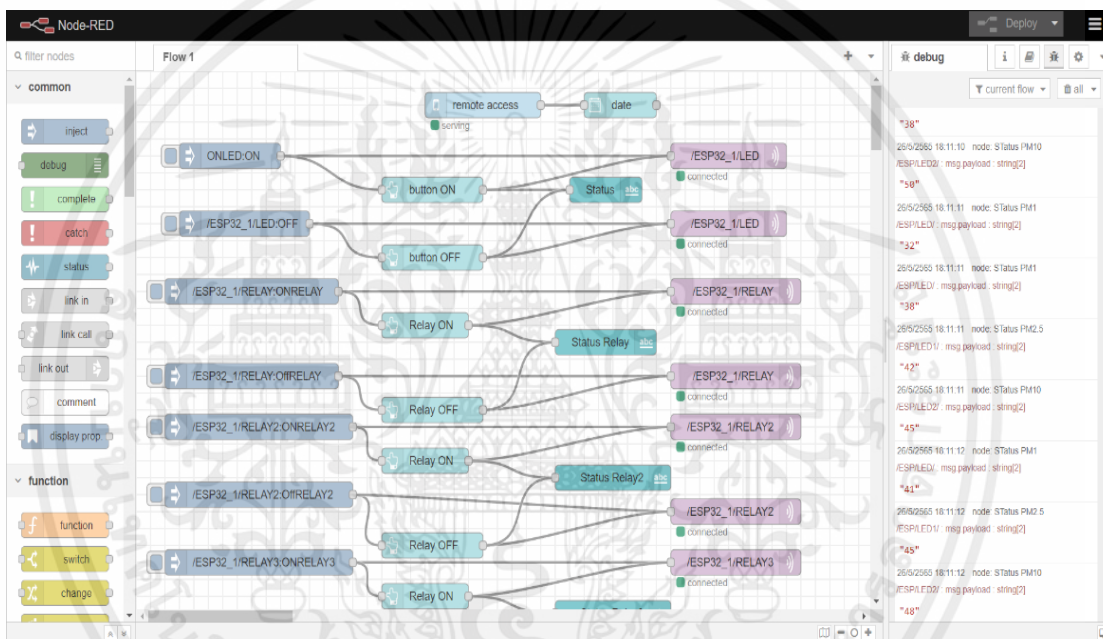 Node-RED
Deploy
filter nodes
common
inject
debug
complete
catch
status
link in
link call
link out
comment
display prop
function
function
switch
change
Flow 1
remote access
serving
date
ONLED:ON
/ESP32_1/LED
connected
button ON
Status abc
/ESP32_1/LED:OFF
/ESP32_1/LED
connected
button OFF
/ESP32_1/RELAY:ONRELAY
/ESP32_1/RELAY
connected
Relay ON
Status Relay abc
/ESP32_1/RELAY:OffRELAY
/ESP32_1/RELAY
connected
Relay OFF
/ESP32_1/RELAY2:ONRELAY2
/ESP32_1/RELAY2
connected
Relay ON
Status Relay2 abc
/ESP32_1/RELAY2:OffRELAY2
/ESP32_1/RELAY2
connected
Relay OFF
/ESP32_1/RELAY3:ONRELAY3
/ESP32_1/RELAY3
connected
Relay ON
debug
current flow
all
"38"
26/5/2565 18:11:10 node: STatus PM10
/ESP/LED2/ : msg.payload : string[2]
"50"
26/5/2565 18:11:11 node: STatus PM1
/ESP/LED/ : msg.payload : string[2]
"32"
26/5/2565 18:11:11 node: STatus PM1
/ESP/LED/ : msg.payload : string[2]
"38"
26/5/2565 18:11:11 node: STatus PM2.5
/ESP/LED1/ : msg.payload : string[2]
"42"
26/5/2565 18:11:11 node: STatus PM10
/ESP/LED2/ : msg.payload : string[2]
"45"
26/5/2565 18:11:12 node: STatus PM1
/ESP/LED/ : msg.payload : string[2]
"41"
26/5/2565 18:11:12 node: STatus PM2.5
/ESP/LED1/ : msg.payload : string[2]
"45"
26/5/2565 18:11:12 node: STatus PM10
/ESP/LED2/ : msg.payload : string[2]
"48"